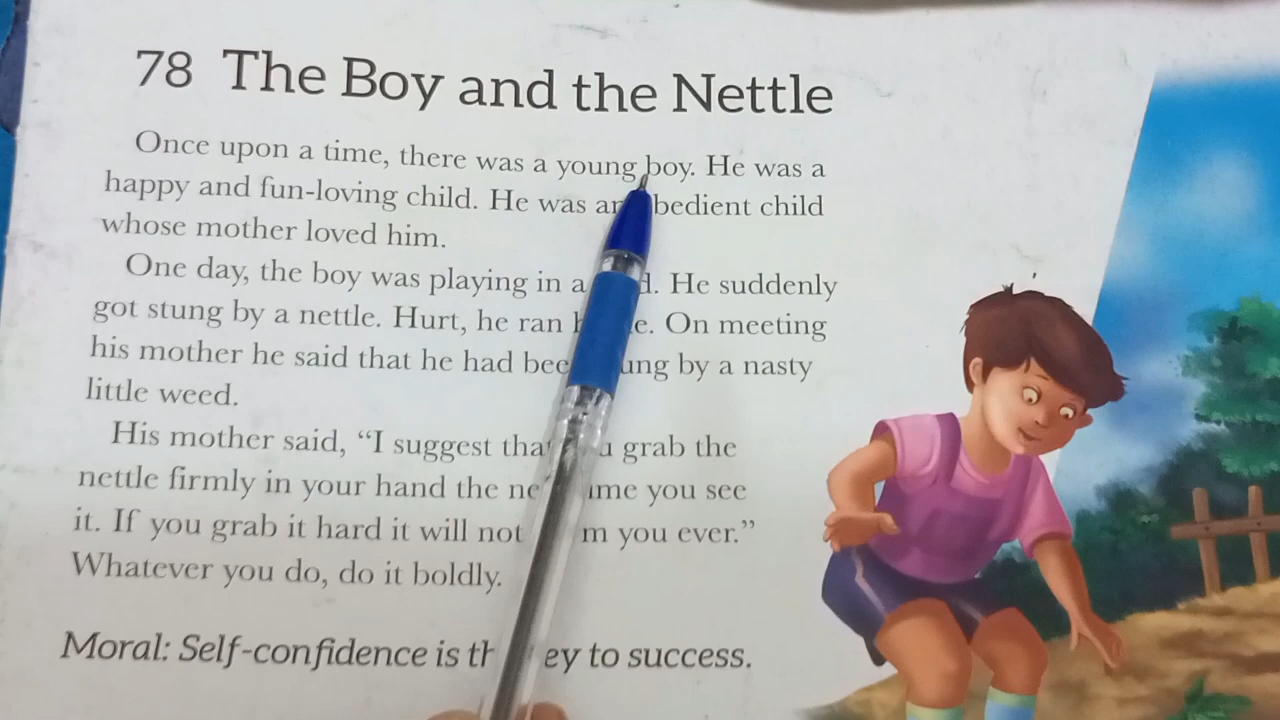 78 The Boy and the Nettle
Once upon a time, there was a young boy. He was a
happy and fun-loving child. He was an obedient child
whose mother loved him.
One day, the boy was playing in a He suddenly
got stung by a nettle. Hurt, he ran On meeting
his mother he said that he had been stung by a nasty
little weed.
His mother said, “I suggest that you grab the
nettle firmly in your hand the next time you see
it. If you grab it hard it will not you ever.”
Whatever you do, do it boldly.
Moral: Self-confidence is the key to success.